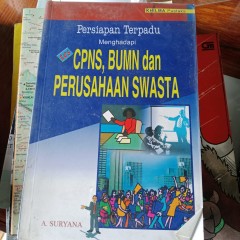 Persiapan Terpadu
Menghadapi
CPNS, BUMN dan
PERUSAHAAN SWASTA
A. SURYANA